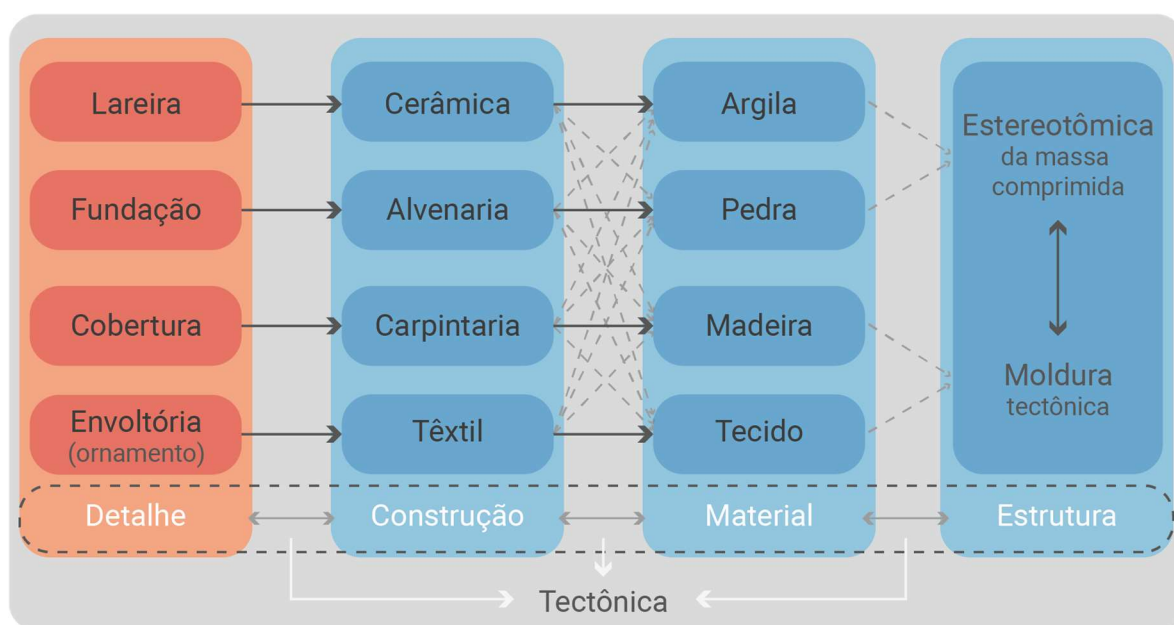 Lareira
Cerâmica
Argila
Estereotômica
da massa
comprimida
Fundação
Alvenaria
Pedra
Cobertura
Carpintaria
Madeira
Moldura
tectônica
Envoltória
(ornamento)
Têxtil
Tecido
Detalhe
Construção
Material
Estrutura
Tectônica